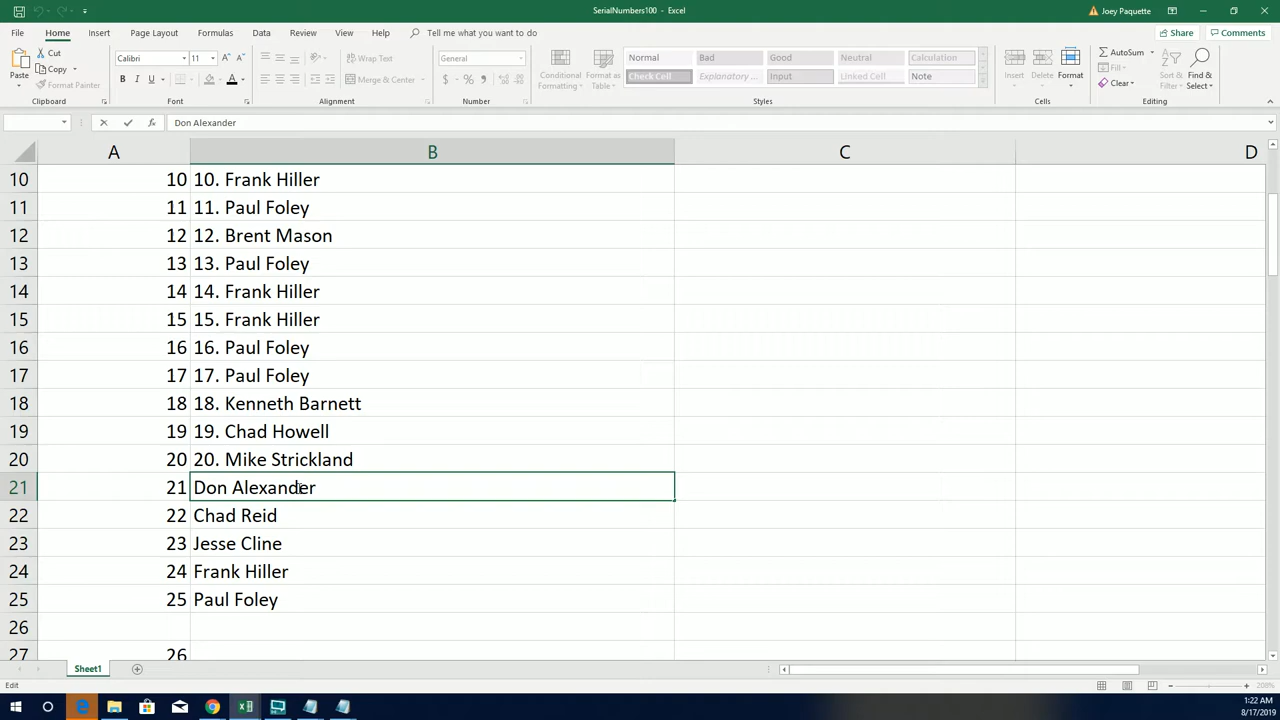 SerialNumbers100 - Excel
Joey Paquette
File Home Insert Page Layout Formulas Data Review View Help Tell me what you want to do
Share Comments
Paste
Cut
Copy
Format Painter
Clipboard
Calibri 11
B I U
Font
Wrap Text
Merge & Center
Alignment
General
$ % ,
Number
Conditional Formatting
Format as Table
Normal Bad Good Neutral Calculation
Check Cell Explanatory ... Input Linked Cell Note
Styles
Insert Delete Format
Cells
AutoSum
Fill
Clear
Sort & Filter
Find & Select
Editing
fx Don Alexander
A B C D
10 10 10. Frank Hiller
11 11 11. Paul Foley
12 12 12. Brent Mason
13 13 13. Paul Foley
14 14 14. Frank Hiller
15 15 15. Frank Hiller
16 16 16. Paul Foley
17 17 17. Paul Foley
18 18 18. Kenneth Barnett
19 19 19. Chad Howell
20 20 20. Mike Strickland
21 21 Don Alexander
22 22 Chad Reid
23 23 Jesse Cline
24 24 Frank Hiller
25 25 Paul Foley
26
27 26
Sheet1
Edit
208%
1:22 AM
8/17/2019